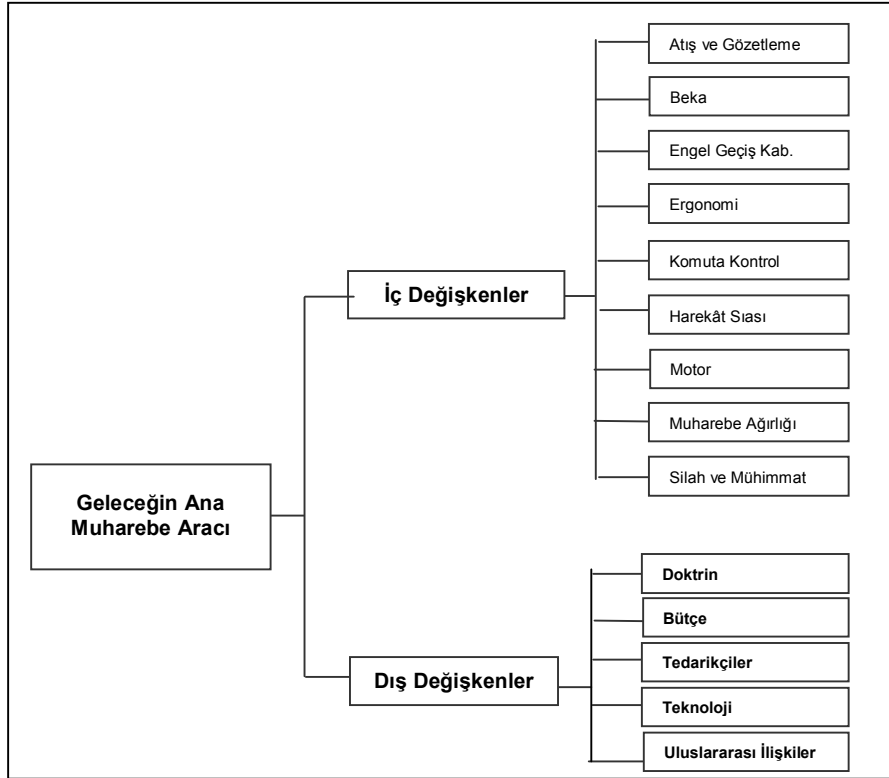 Atış ve Gözetleme
Beka
Engel Geçiş Kab.
Ergonomi
Komuta Kontrol
İç Değişkenler
Harekât Sıası
Motor
Muharebe Ağırlığı
Silah ve Mühimmat
Geleceğin Ana
Muharebe Aracı
Doktrin
Bütçe
Tedarikçiler
Dış Değişkenler
Teknoloji
Uluslararası İlişkiler